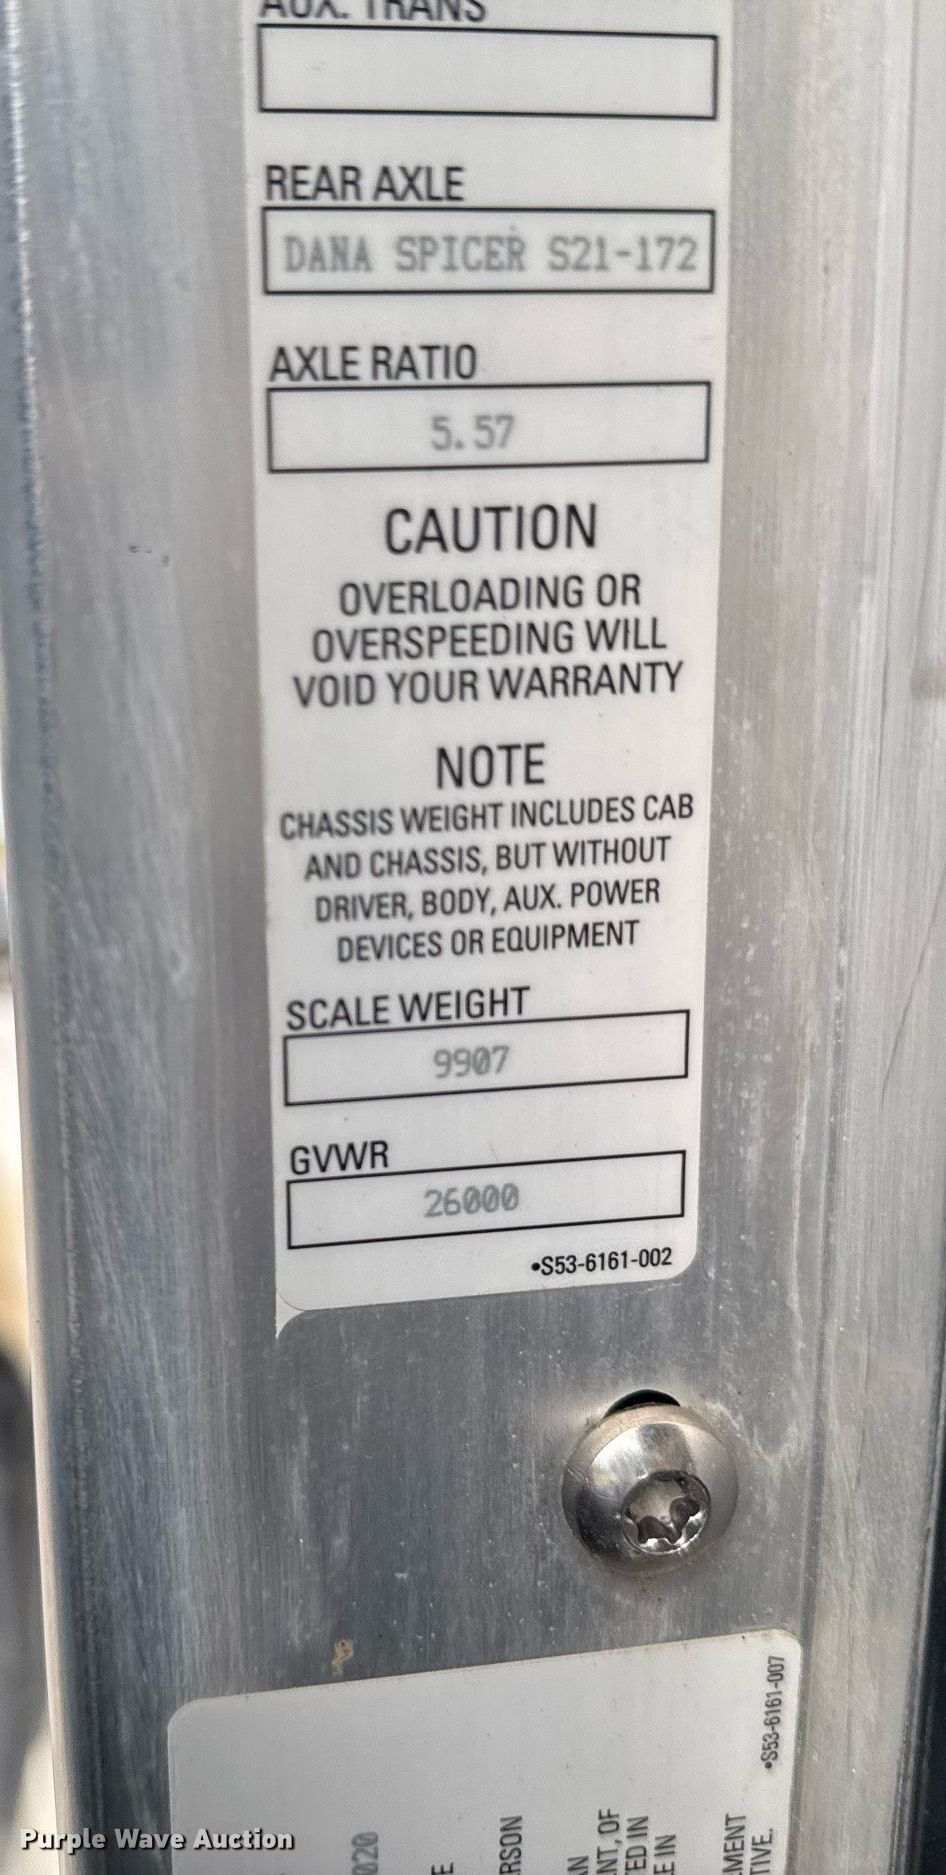 AUX. TRANS
REAR AXLE
DANA SPICER S21-172
AXLE RATIO
5.57
CAUTION
OVERLOADING OR
OVERSPEEDING WILL
VOID YOUR WARRANTY
NOTE
CHASSIS WEIGHT INCLUDES CAB
AND CHASSIS, BUT WITHOUT
DRIVER, BODY, AUX. POWER
DEVICES OR EQUIPMENT
SCALE WEIGHT
9907
GVWR
26000
•S53-6161-002
•S53-6161-007
Purple Wave Auction